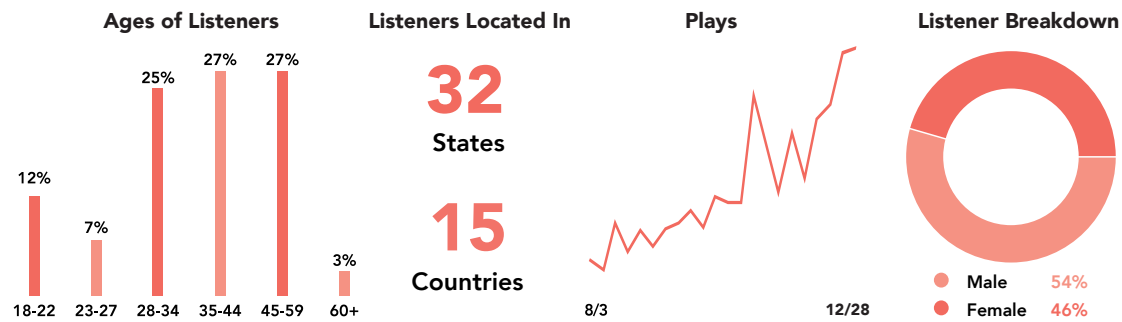 Ages of Listeners
12%
7%
25%
27%
27%
3%
18-22 23-27 28-34 35-44 45-59 60+
Listeners Located In
32
States
15
Countries
Plays
8/3 12/28
Listener Breakdown
Male 54%
Female 46%